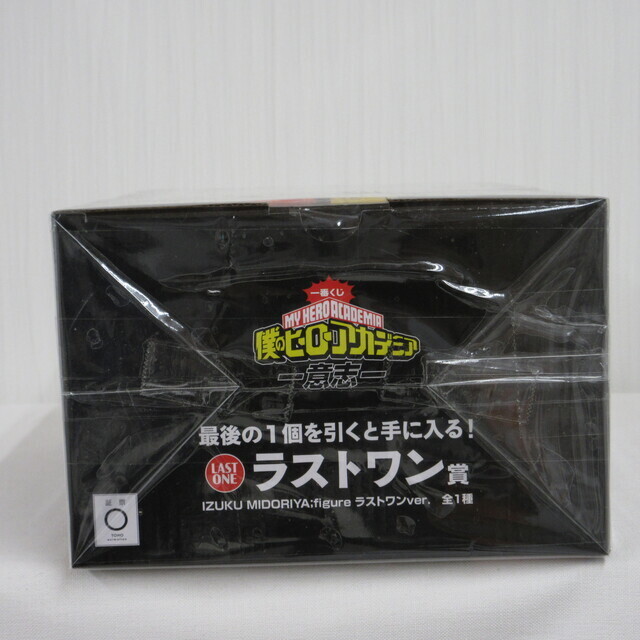 一番くじ
MY HERO ACADEMIA
僕のヒーローアカデミア
―意志―
最後の1個を引くと手に入る!
LAST ONE ラストワン賞
IZUKU MIDORIYA;figure ラストワンver. 全1種
TOHO